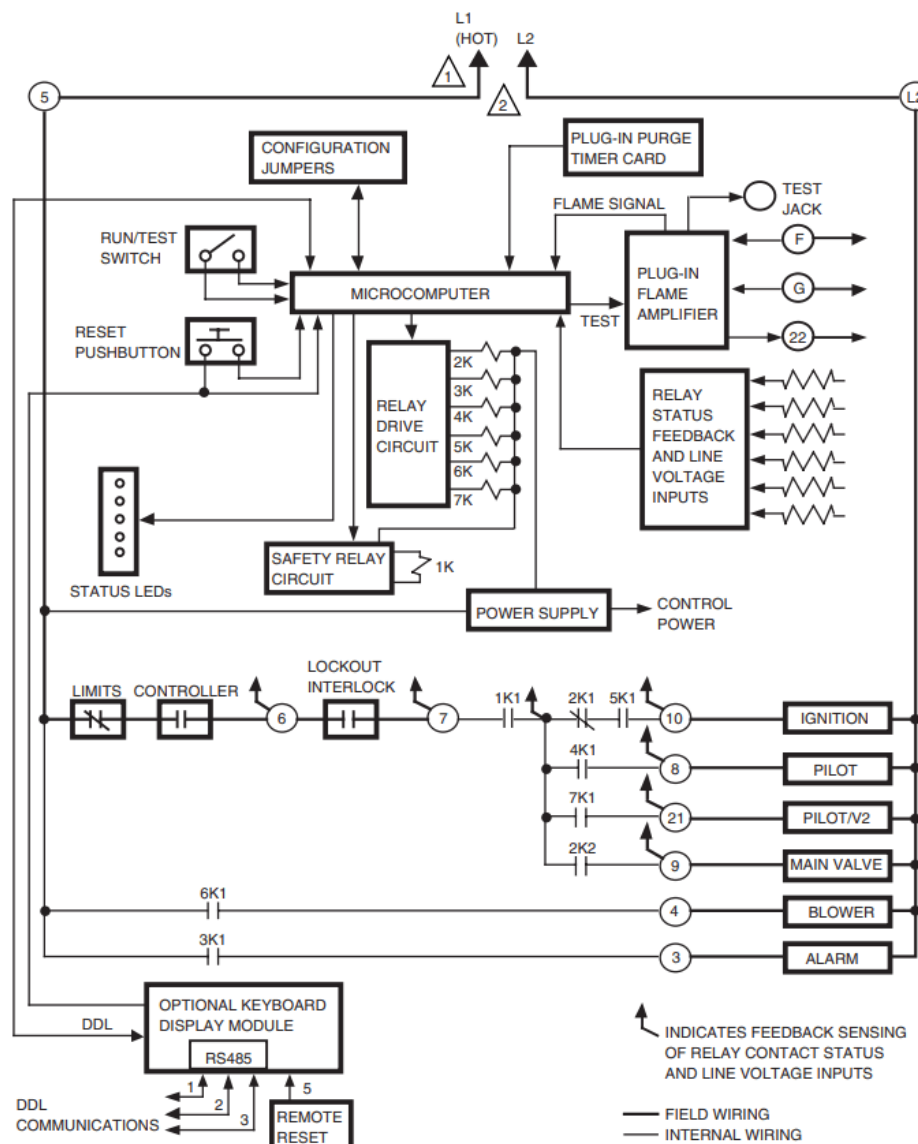 L1
(HOT)
L2
1
2
5
L2
CONFIGURATION
JUMPERS
PLUG-IN PURGE
TIMER CARD
FLAME SIGNAL
TEST
JACK
RUN/TEST
SWITCH
F
PLUG-IN
FLAME
AMPLIFIER
MICROCOMPUTER
G
TEST
RESET
PUSHBUTTON
22
2K
3K
4K
5K
6K
7K
RELAY
DRIVE
CIRCUIT
RELAY
STATUS
FEEDBACK
AND LINE
VOLTAGE
INPUTS
SAFETY RELAY
CIRCUIT
1K
STATUS LEDs
POWER SUPPLY
CONTROL
POWER
LIMITS
CONTROLLER
LOCKOUT
INTERLOCK
6
7
1K1
2K1
5K1
10
IGNITION
4K1
8
PILOT
7K1
21
PILOT/V2
2K2
9
MAIN VALVE
6K1
4
BLOWER
3K1
3
ALARM
OPTIONAL KEYBOARD
DISPLAY MODULE
DDL
RS485
1
2
3
5
DDL
COMMUNICATIONS
REMOTE
RESET
INDICATES FEEDBACK SENSING
OF RELAY CONTACT STATUS
AND LINE VOLTAGE INPUTS
FIELD WIRING
INTERNAL WIRING